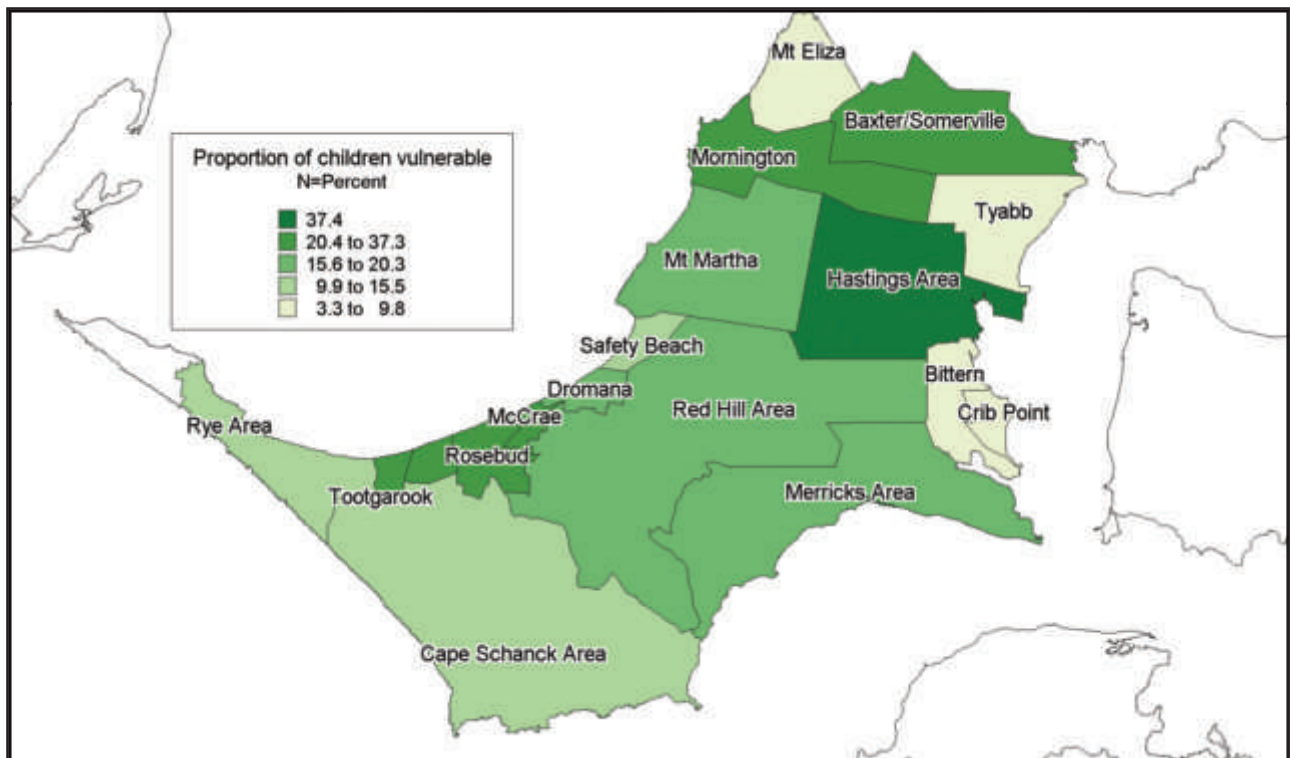 Mt Eliza
Baxter/Somerville
Proportion of children vulnerable
N=Percent
37.4
20.4 to 37.3
15.6 to 20.3
9.9 to 15.5
3.3 to 9.8
Mornington
Tyabb
Mt Martha
Hastings Area
Safety Beach
Bittern
Dromana
Red Hill Area
Crib Point
McCrae
Rye Area
Rosebud
Tootgarook
Merricks Area
Cape Schanck Area